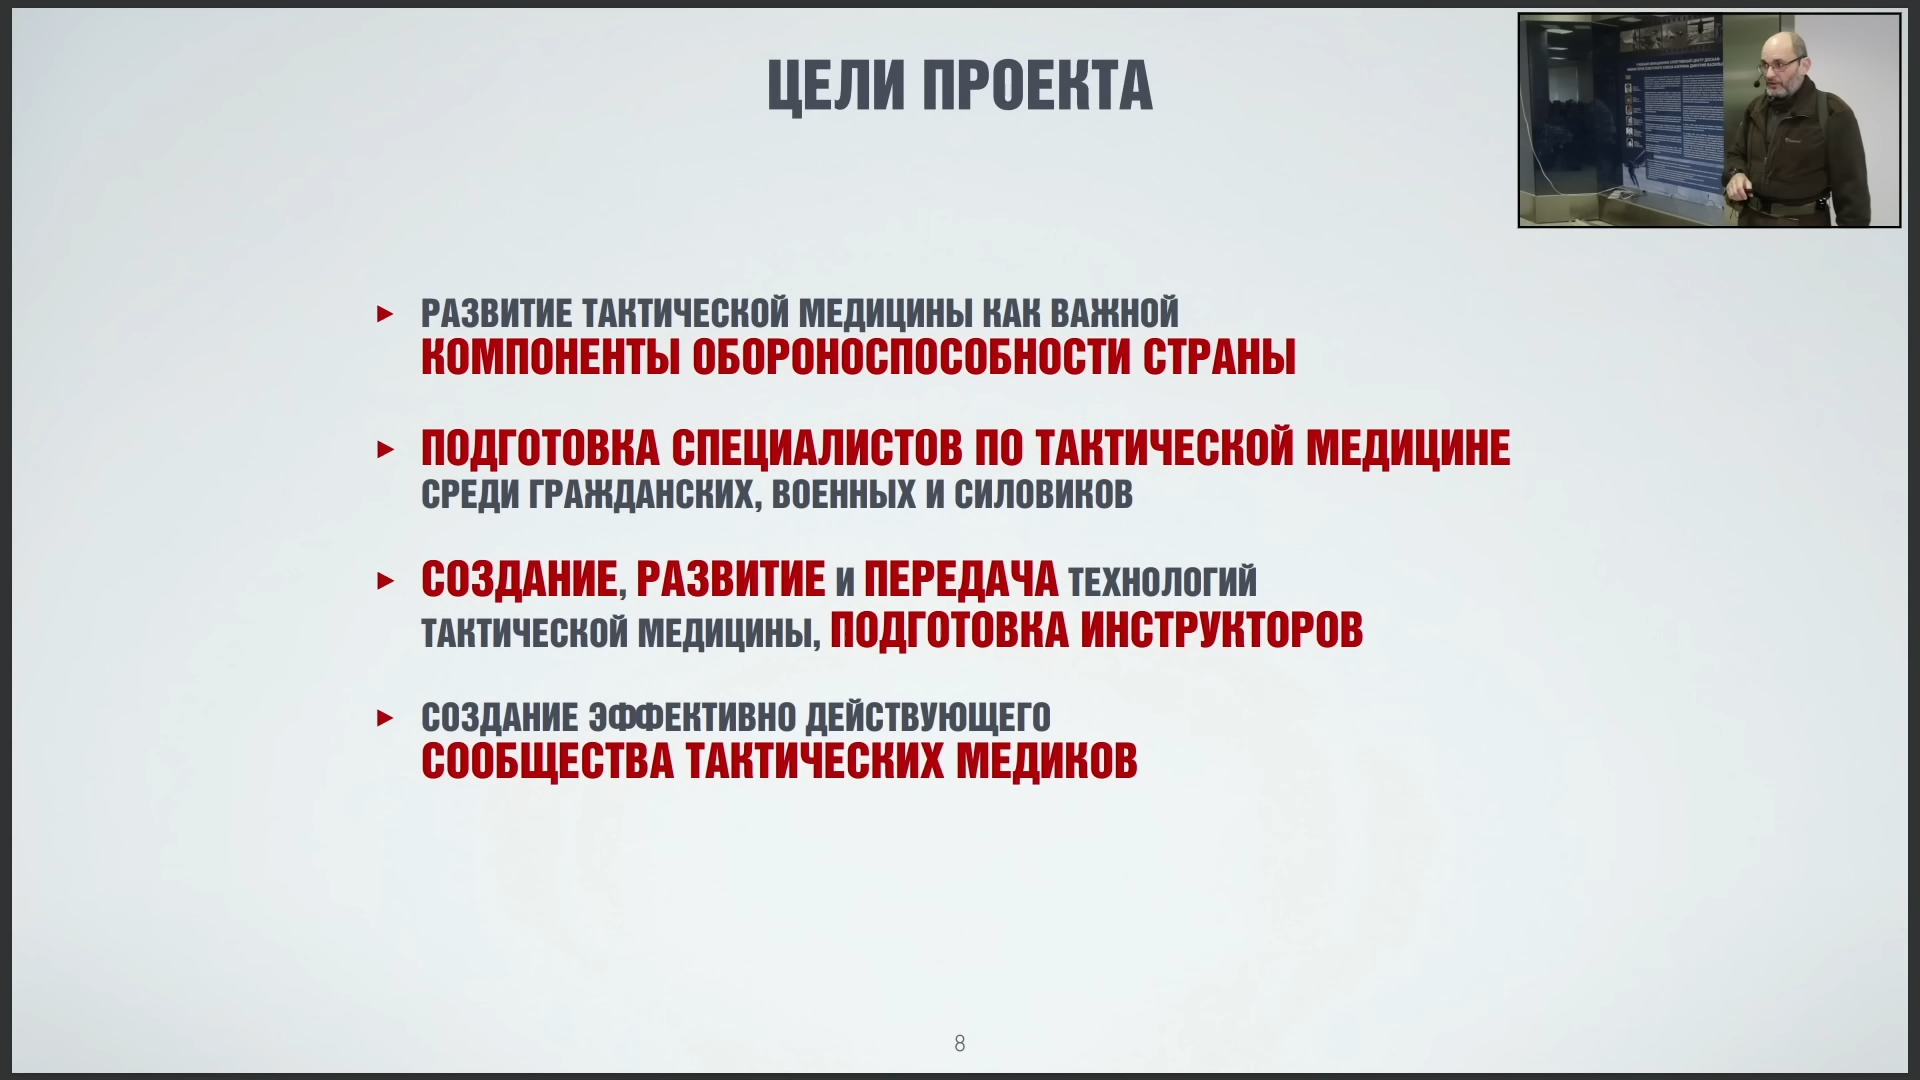 ЦЕЛИ ПРОЕКТА
РАЗВИТИЕ ТАКТИЧЕСКОЙ МЕДИЦИНЫ КАК ВАЖНОЙ
КОМПОНЕНТЫ ОБОРОНОСПОСОБНОСТИ СТРАНЫ
ПОДГОТОВКА СПЕЦИАЛИСТОВ ПО ТАКТИЧЕСКОЙ МЕДИЦИНЕ
СРЕДИ ГРАЖДАНСКИХ, ВОЕННЫХ И СИЛОВИКОВ
СОЗДАНИЕ, РАЗВИТИЕ И ПЕРЕДАЧА ТЕХНОЛОГИЙ
ТАКТИЧЕСКОЙ МЕДИЦИНЫ, ПОДГОТОВКА ИНСТРУКТОРОВ
СОЗДАНИЕ ЭФФЕКТИВНО ДЕЙСТВУЮЩЕГО
СООБЩЕСТВА ТАКТИЧЕСКИХ МЕДИКОВ
8